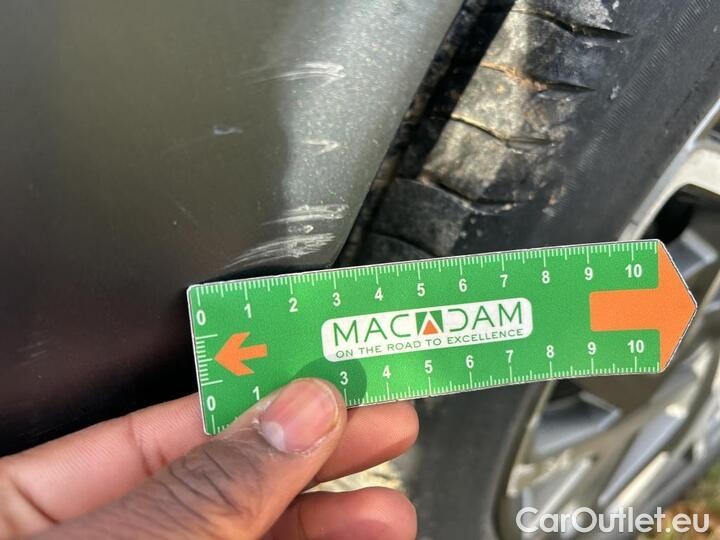 0 1 2 3 4 5 6 7 8 9 10
MACADAM
ON THE ROAD TO EXCELLENCE
0 1 3 4 5 6 7 8 9 10
CarOutlet.eu